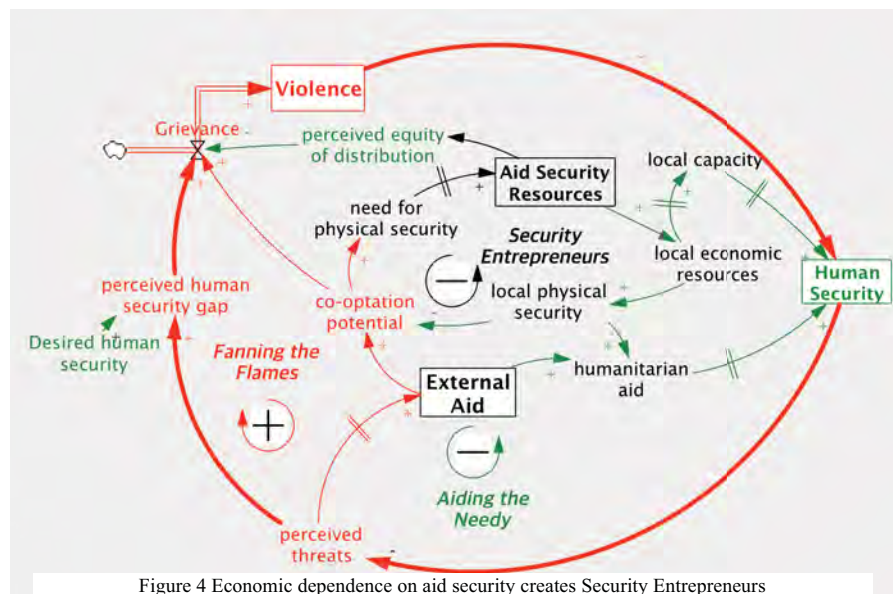 Violence
Grievance
perceived equity
of distribution
Aid Security
Resources
local capacity
need for
physical security
Security
Entrepreneurs
local economic
resources
Human
Security
perceived human
security gap
co-optation
potential
local physical
security
Desired human
security
Fanning the
Flames
External
Aid
humanitarian
aid
Aiding the
Needy
perceived
threats
Figure 4 Economic dependence on aid security creates Security Entrepreneurs